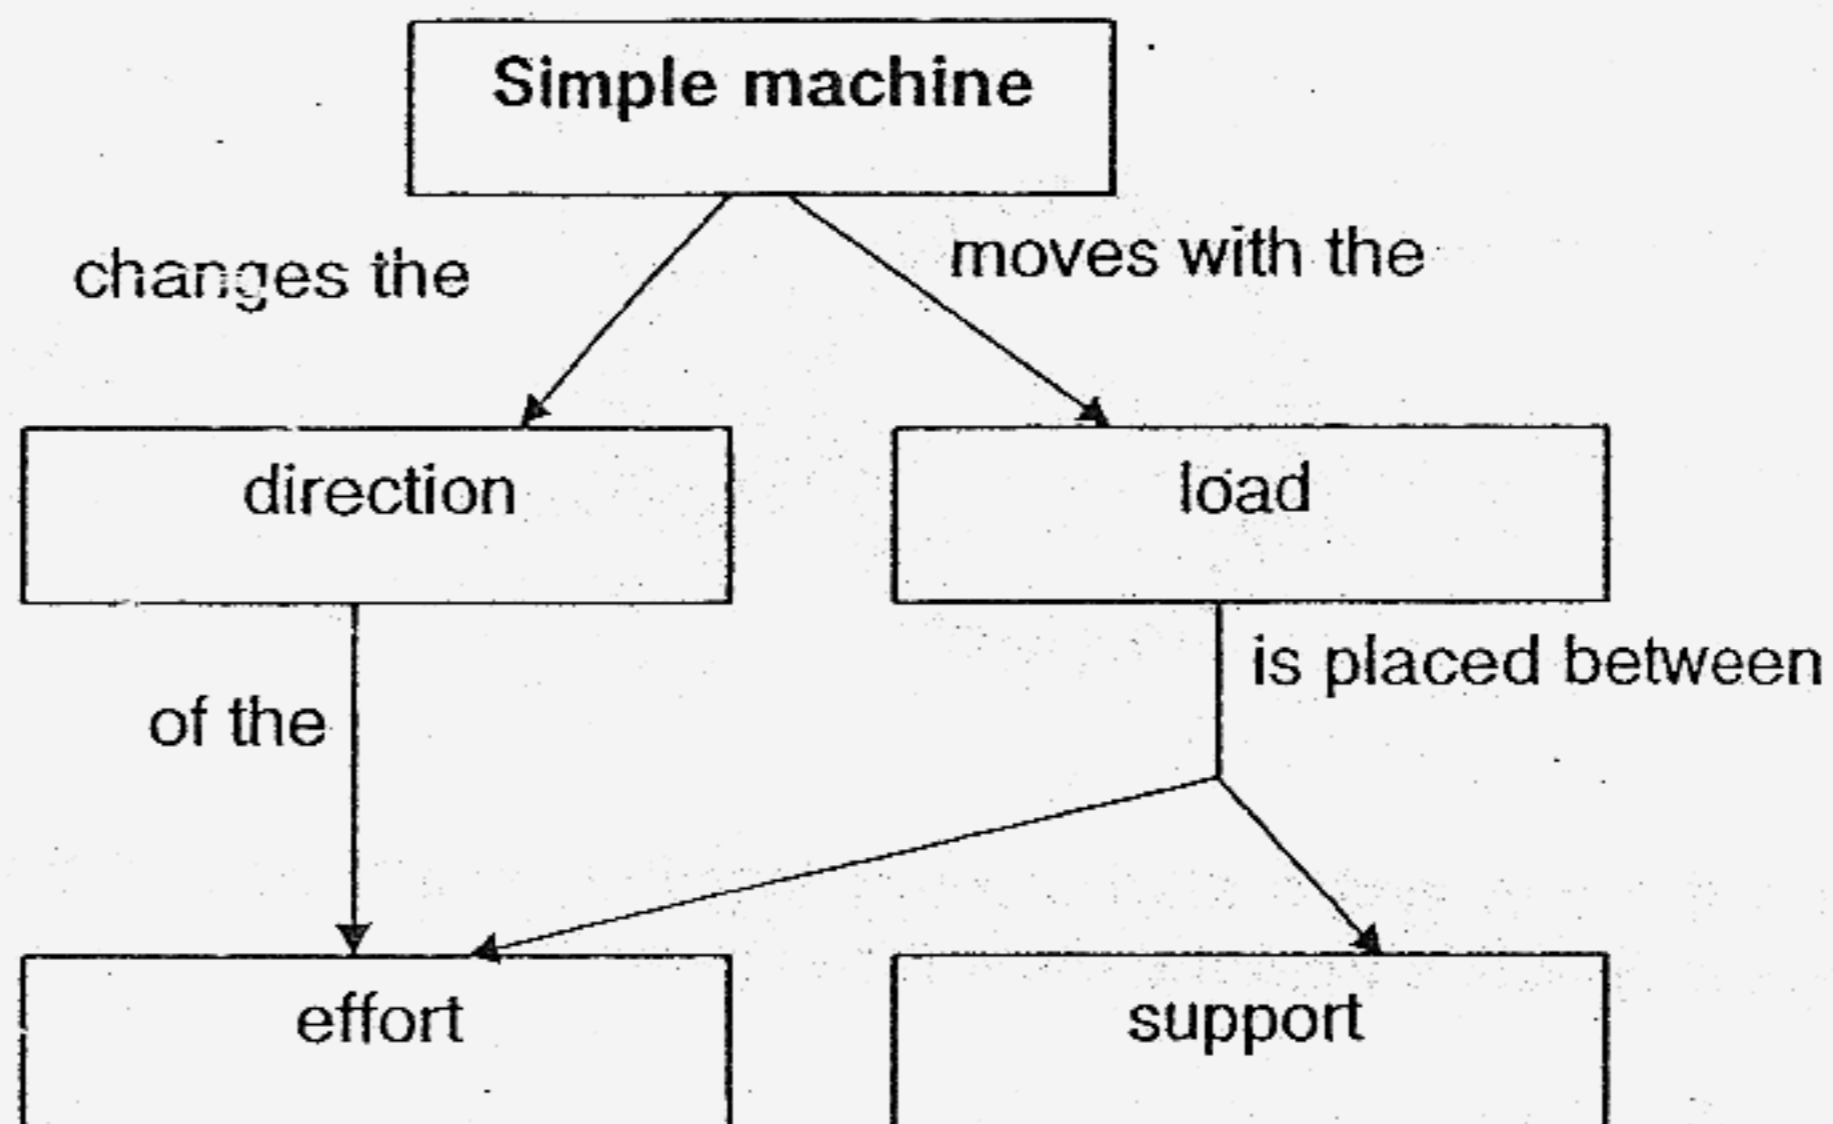 Simple machine
changes the
moves with the
direction
load
of the
is placed between
effort
support